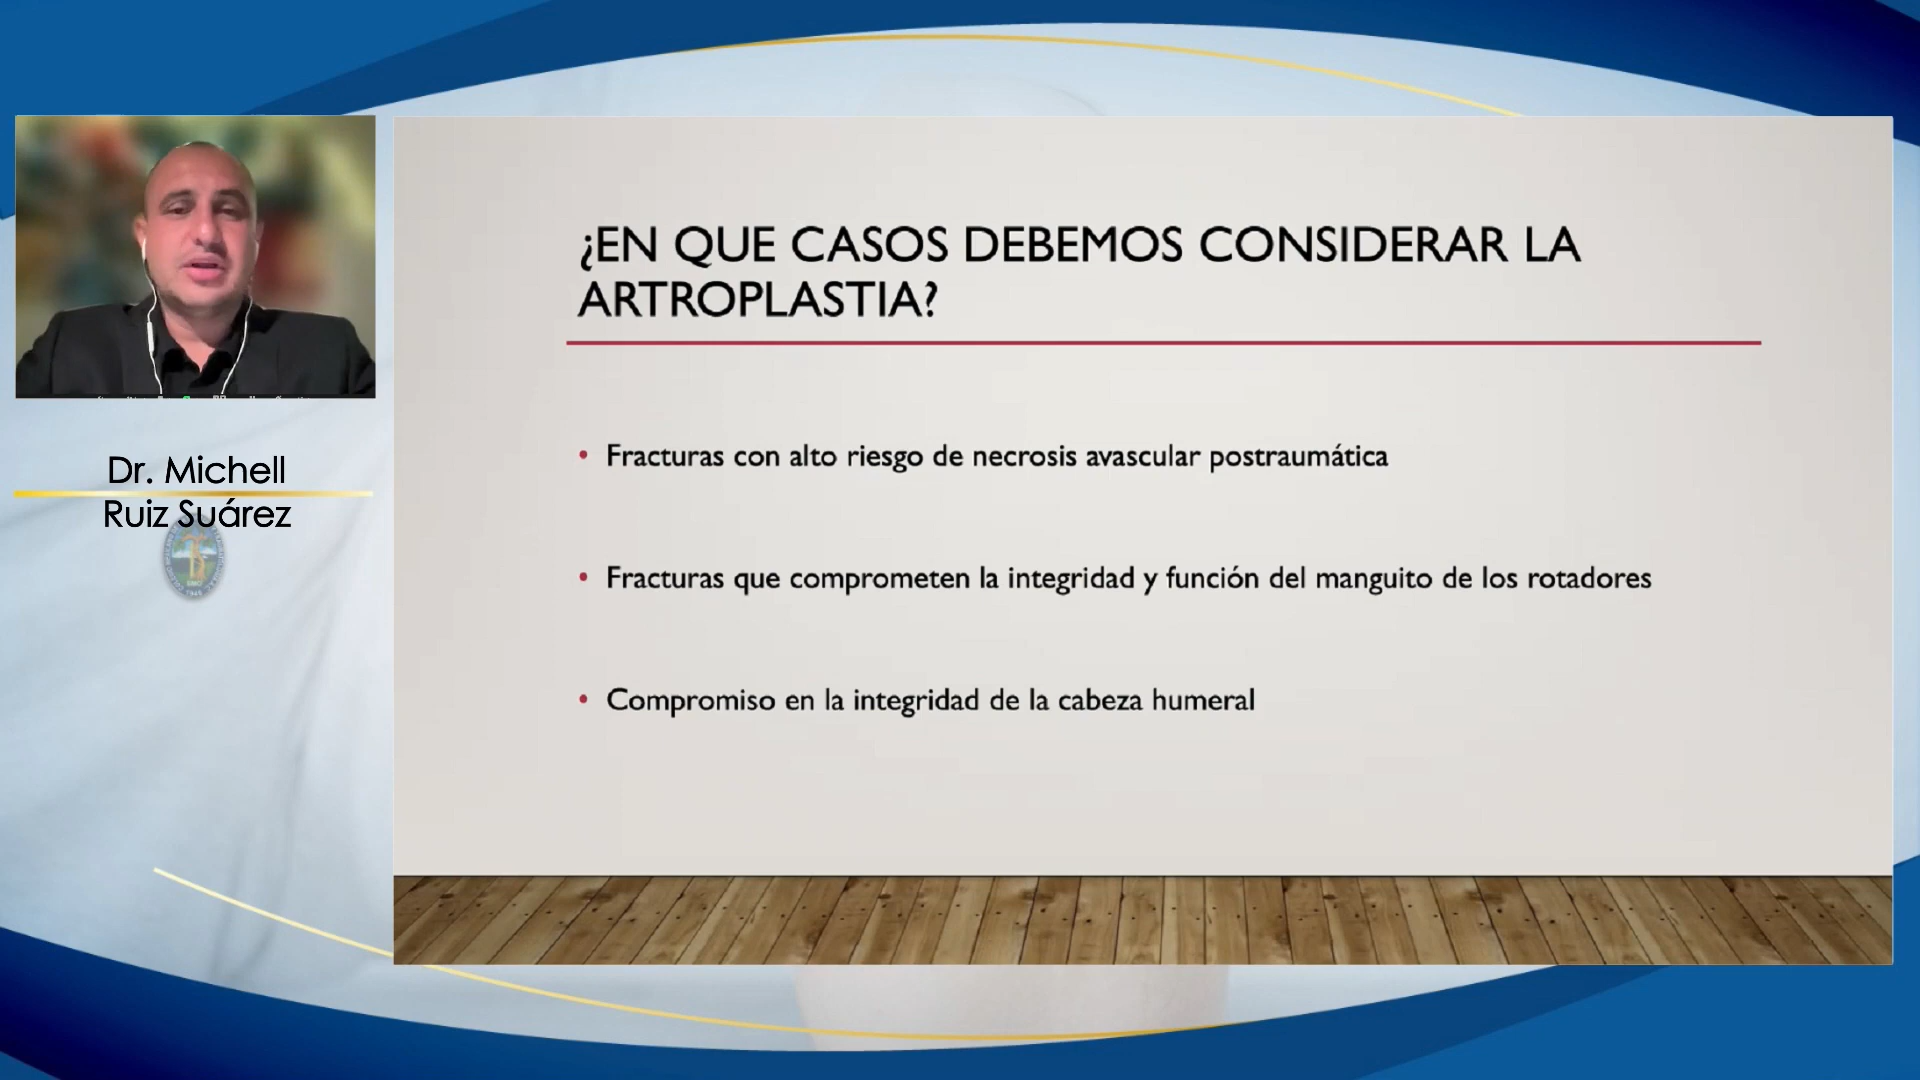 Dr. Michell
Ruiz Suárez
¿EN QUE CASOS DEBEMOS CONSIDERAR LA
ARTROPLASTIA?
• Fracturas con alto riesgo de necrosis avascular postraumática
• Fracturas que comprometen la integridad y función del manguito de los rotadores
• Compromiso en la integridad de la cabeza humeral